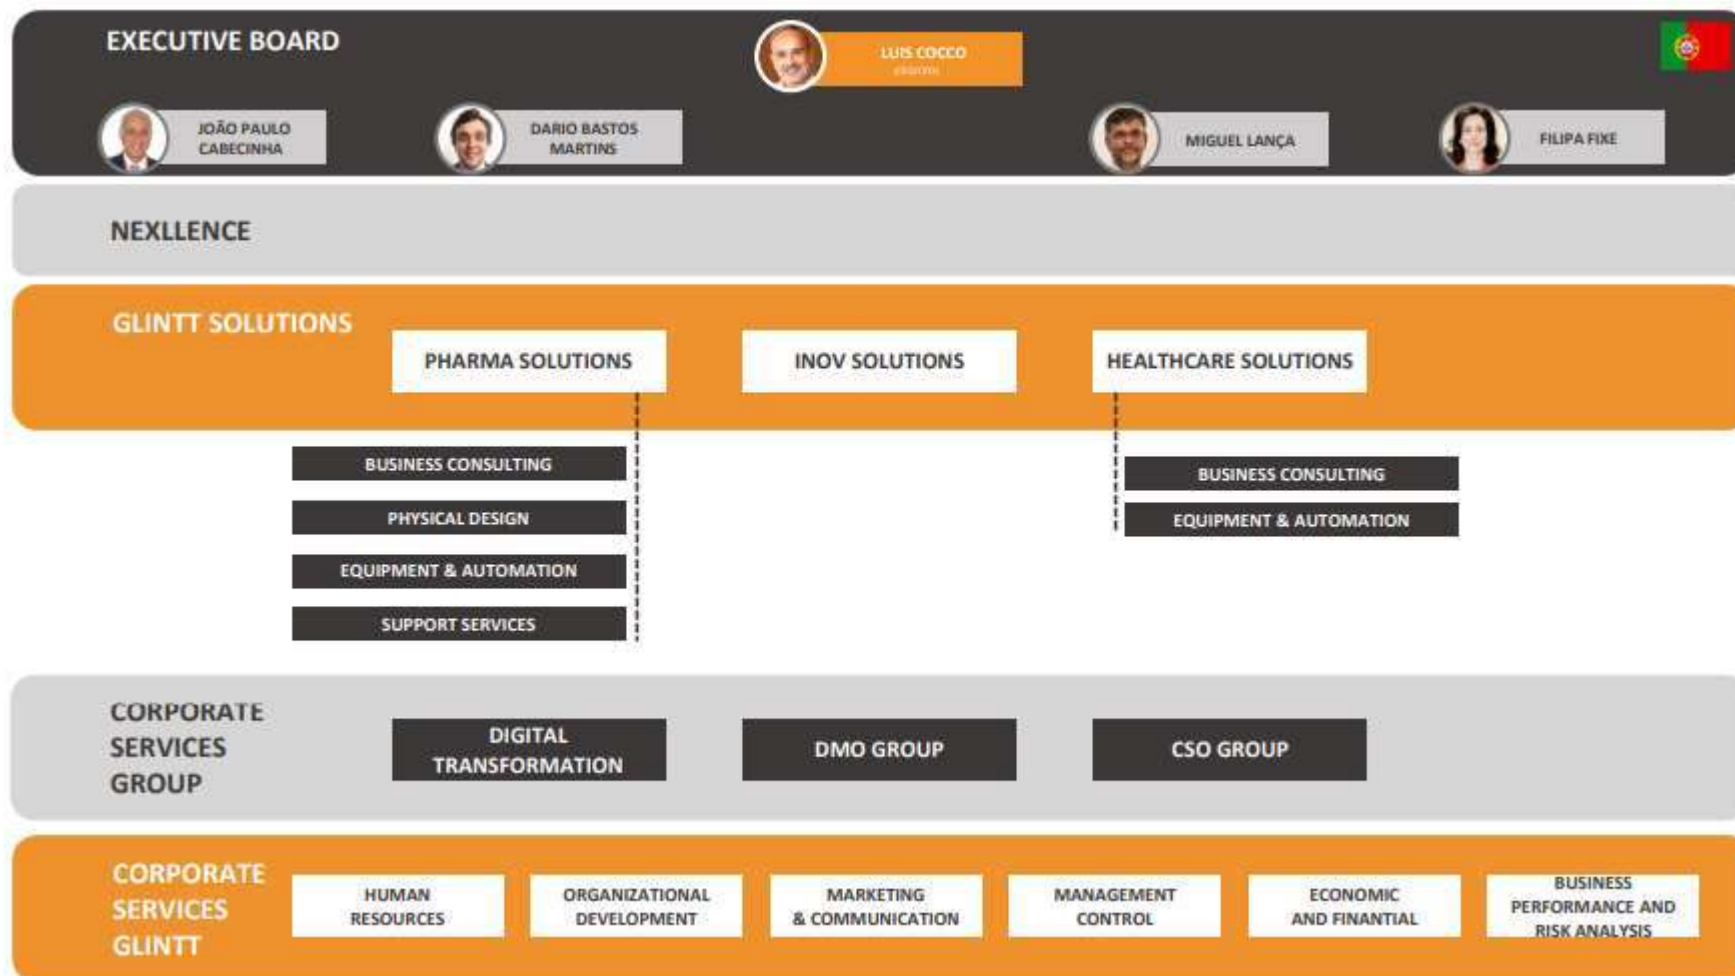 EXECUTIVE BOARD
LUIS COCCO
JOÃO PAULO
CABECINHA
DARIO BASTOS
MARTINS
MIGUEL LANÇA
FILIPA FIXE
NEXLLENCE
GLINTT SOLUTIONS
PHARMA SOLUTIONS
INOV SOLUTIONS
HEALTHCARE SOLUTIONS
BUSINESS CONSULTING
PHYSICAL DESIGN
EQUIPMENT & AUTOMATION
SUPPORT SERVICES
BUSINESS CONSULTING
EQUIPMENT & AUTOMATION
CORPORATE
SERVICES
GROUP
DIGITAL
TRANSFORMATION
DMO GROUP
CSO GROUP
CORPORATE
SERVICES
GLINTT
HUMAN
RESOURCES
ORGANIZATIONAL
DEVELOPMENT
MARKETING
& COMMUNICATION
MANAGEMENT
CONTROL
ECONOMIC
AND FINANTIAL
BUSINESS
PERFORMANCE AND
RISK ANALYSIS